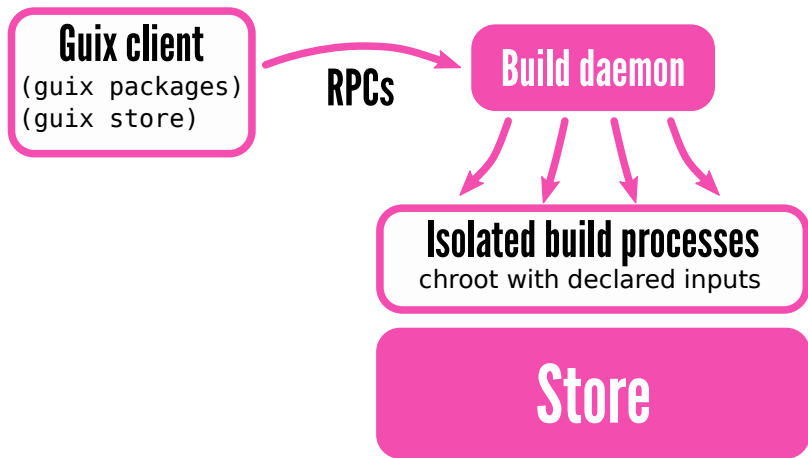 Guix client
(guix packages)
(guix store)
RPCs
Build daemon
Isolated build processes
chroot with declared inputs
Store